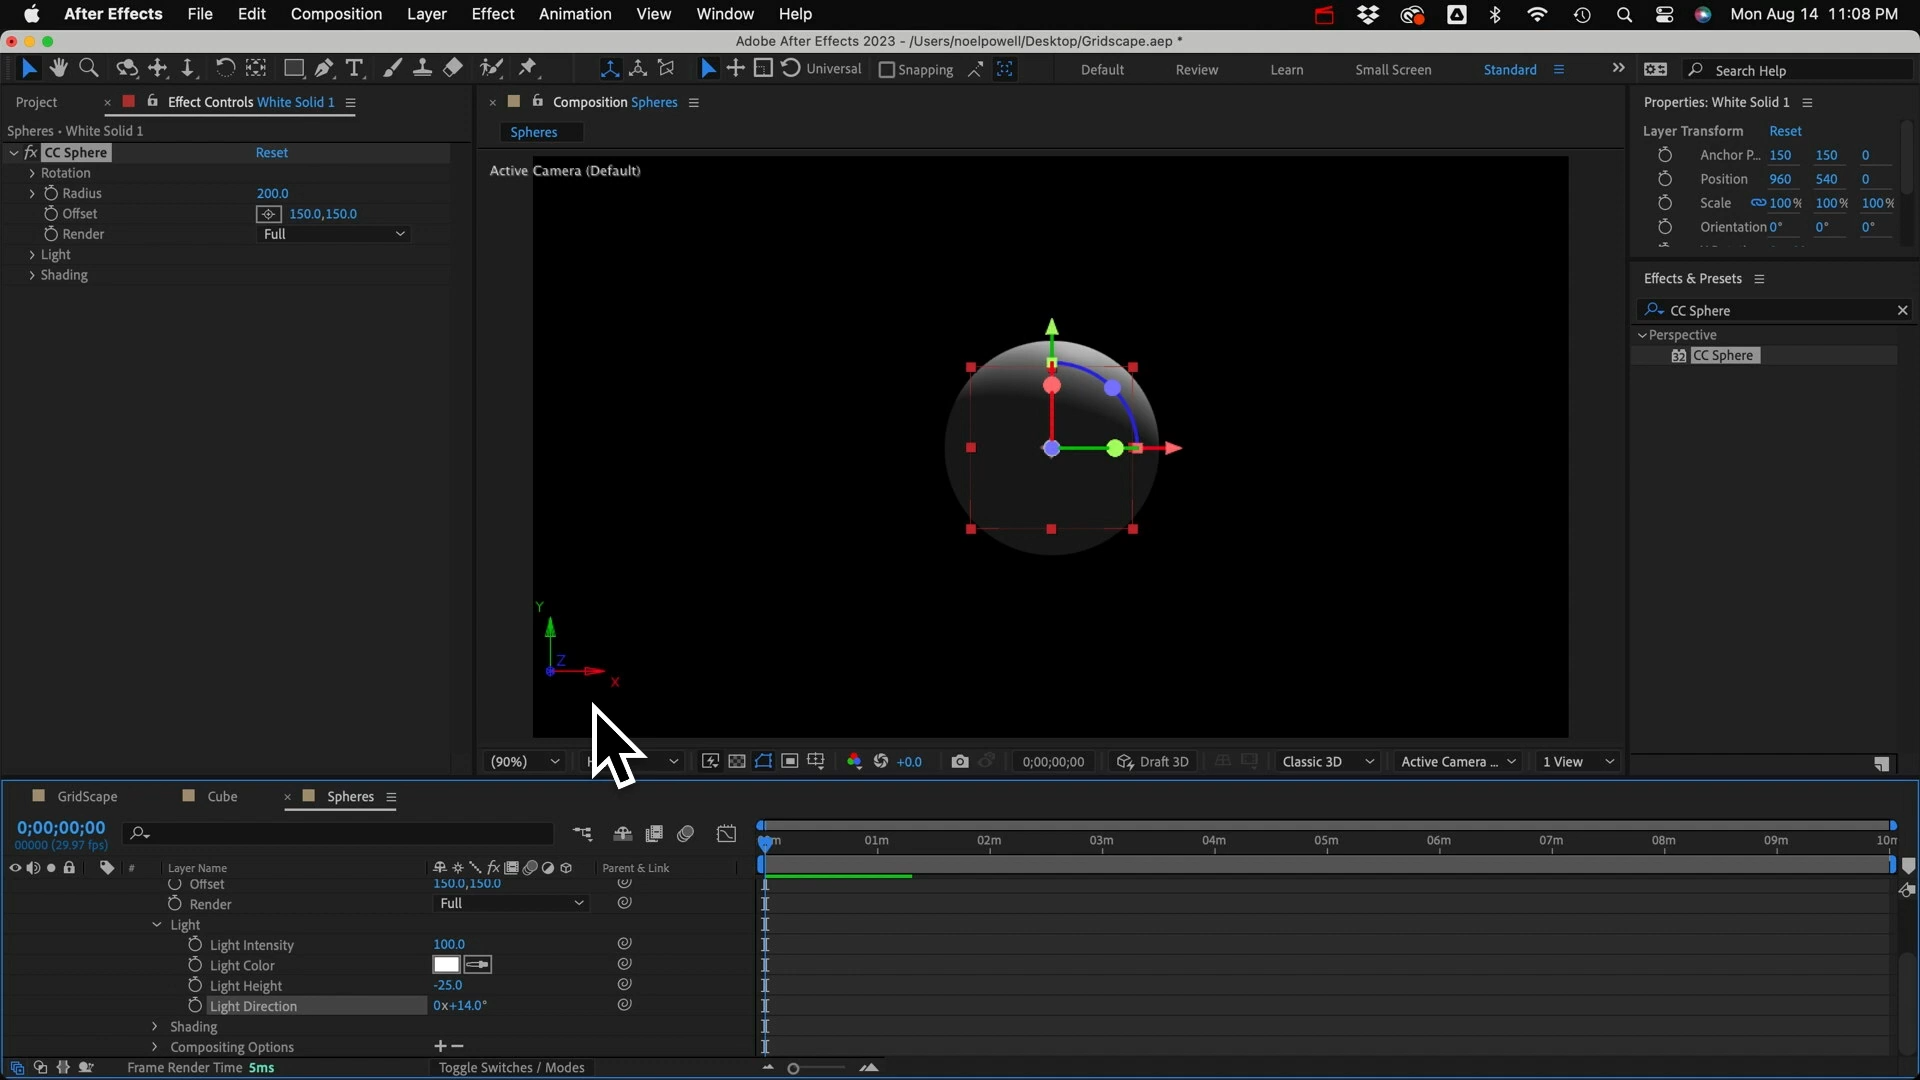 After Effects File Edit Composition Layer Effect Animation View Window Help Mon Aug 14 11:08 PM
Adobe After Effects 2023 - /Users/noelpowell/Desktop/Gridscape.aep *
Universal Snapping Default Review Learn Small Screen Standard Search Help
Project Effect Controls White Solid 1
Spheres • White Solid 1
fx CC Sphere Reset
Rotation
Radius 200.0
Offset 150.0,150.0
Render Full
Light
Shading
Composition Spheres
Spheres
Active Camera (Default)
Y
Z
X
(90%) +0.0 0;00;00;00 Draft 3D Classic 3D Active Camera ... 1 View
Properties: White Solid 1
Layer Transform Reset
Anchor P... 150 150 0
Position 960 540 0
Scale 100% 100% 100%
Orientation 0° 0° 0°
Effects & Presets
CC Sphere
Perspective
32 CC Sphere
GridScape Cube Spheres
0;00;00;00
00000 (29.97 fps)
01m 02m 03m 04m 05m 06m 07m 08m 09m 10m
# Layer Name fx Parent & Link
Offset 150.0,150.0
Render Full
Light
Light Intensity 100.0
Light Color
Light Height -25.0
Light Direction 0x+14.0°
Shading
Compositing Options + −
Frame Render Time 5ms Toggle Switches / Modes